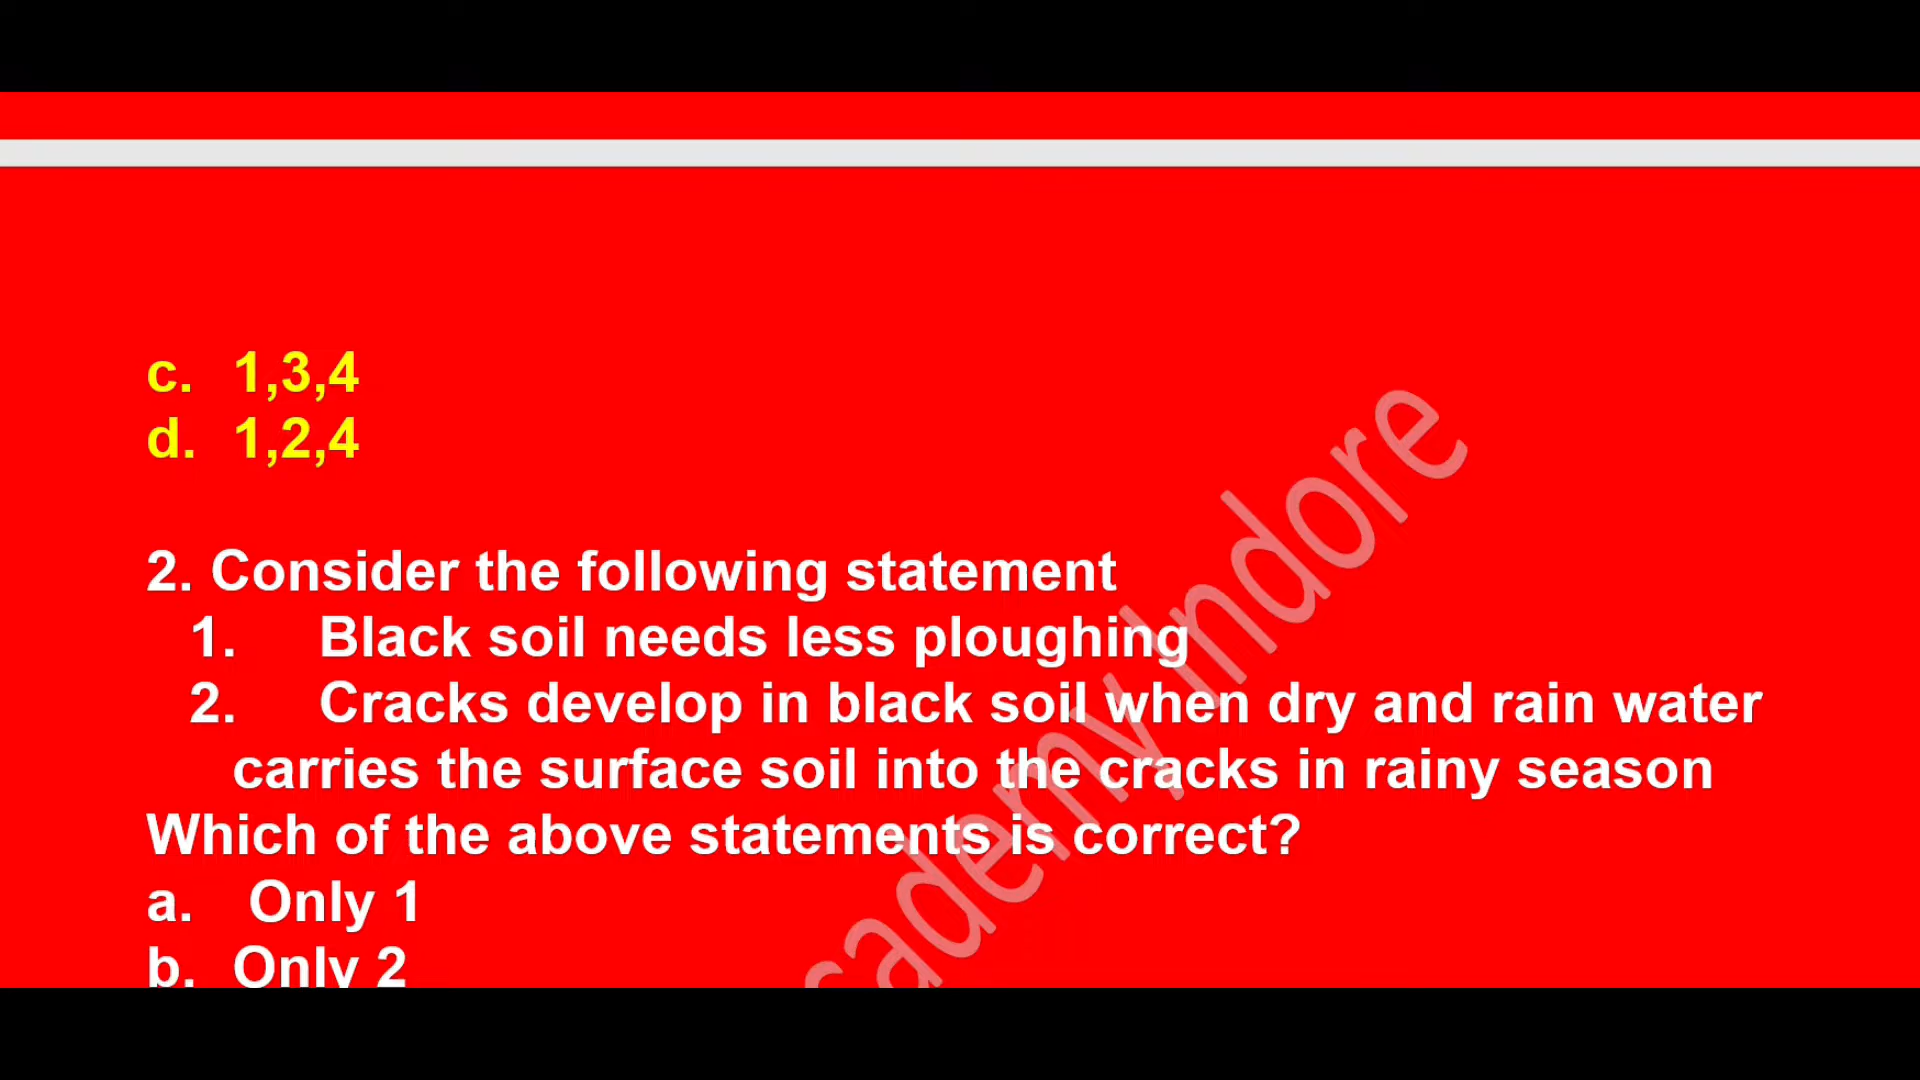 c. 1,3,4
d. 1,2,4
2. Consider the following statement
1. Black soil needs less ploughing
2. Cracks develop in black soil when dry and rain water
carries the surface soil into the cracks in rainy season
Which of the above statements is correct?
a. Only 1
b. Only 2
cademy Indore